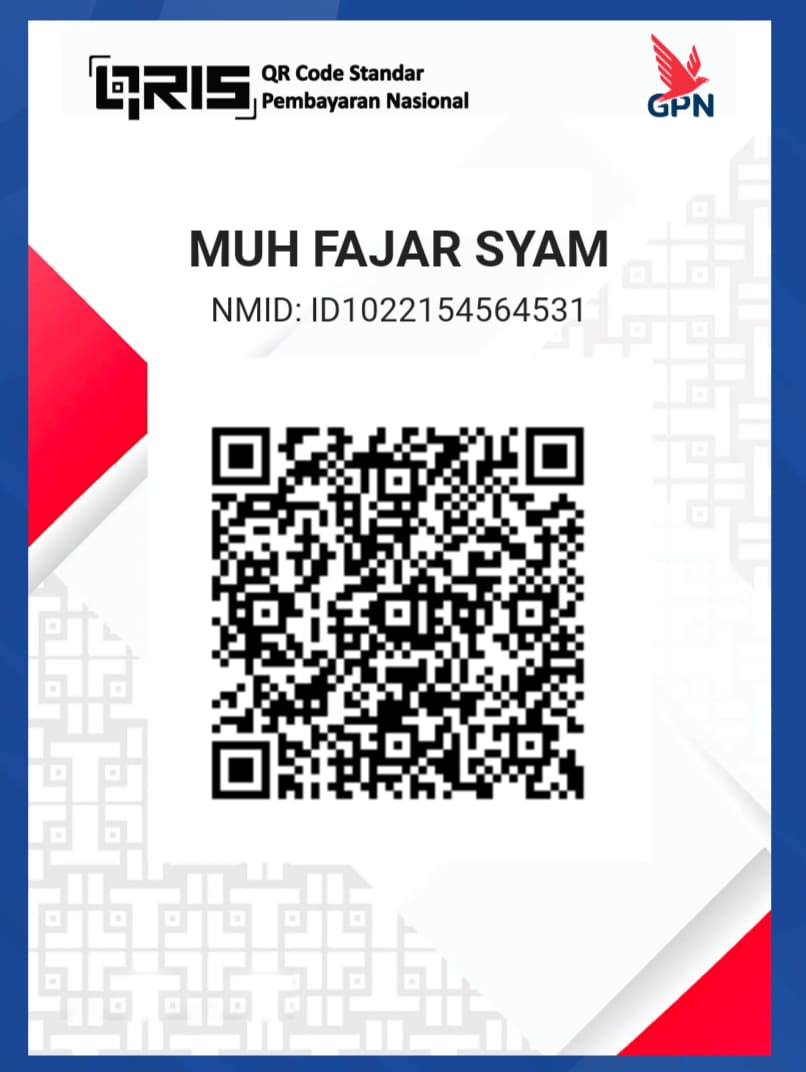 QRIS QR Code Standar
Pembayaran Nasional
GPN
MUH FAJAR SYAM
NMID: ID1022154564531